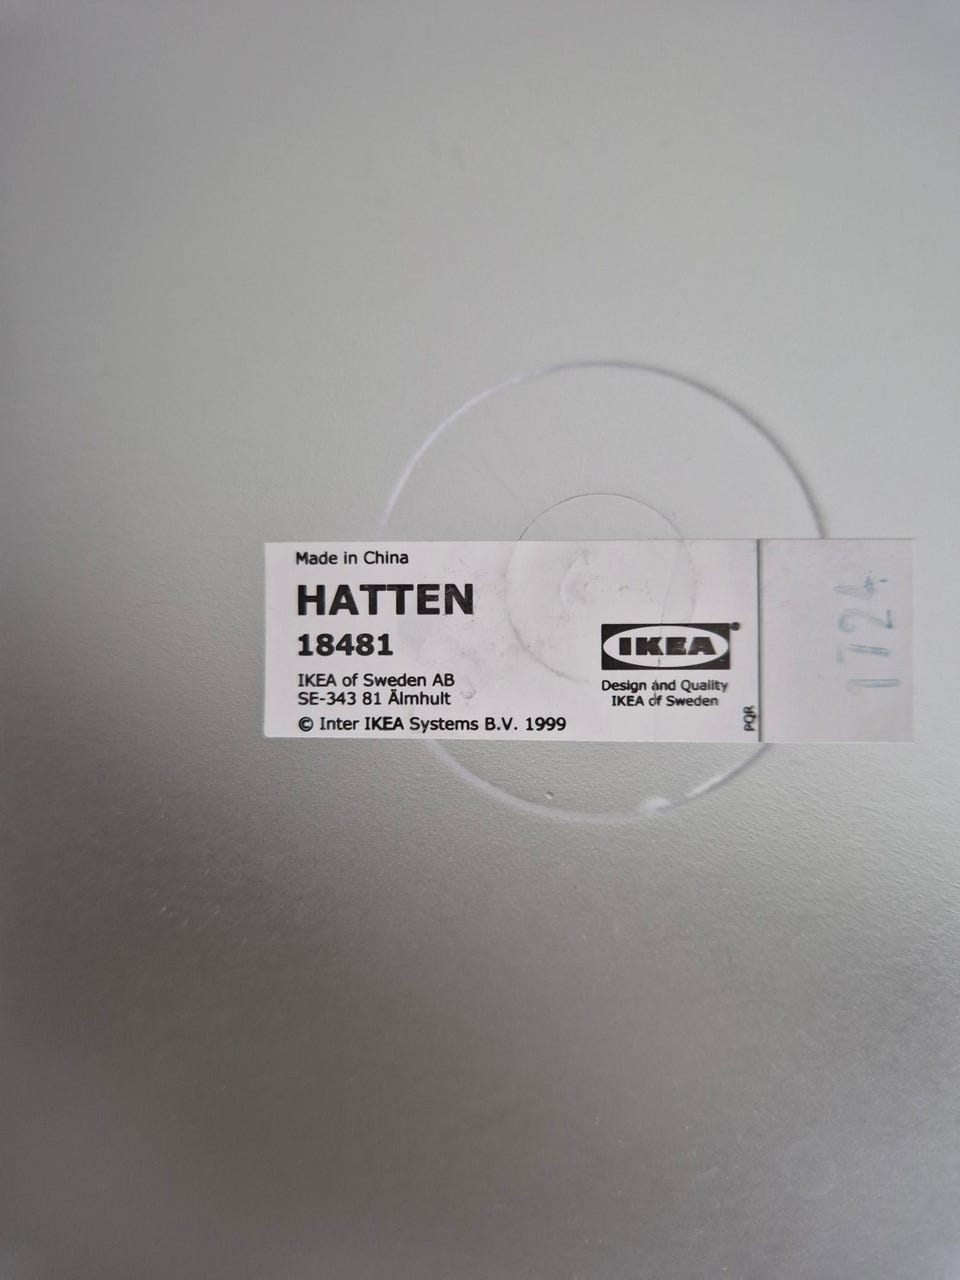 Made in China
HATTEN
18481
IKEA of Sweden AB
SE-343 81 Älmhult
© Inter IKEA Systems B.V. 1999
IKEA®
Design and Quality
IKEA of Sweden
PQR
1724